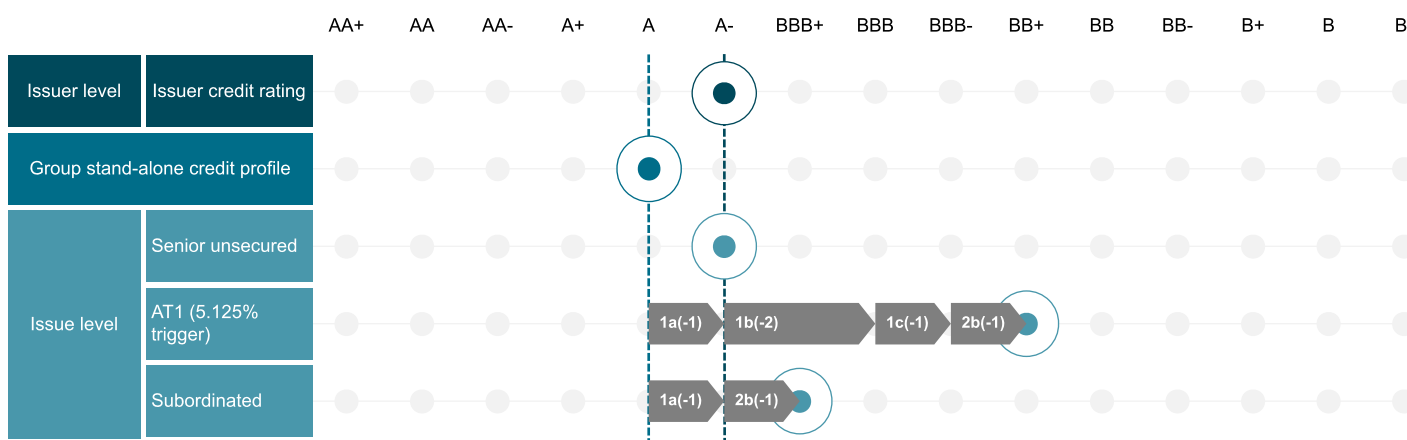 AA+ AA AA- A+ A A- BBB+ BBB BBB- BB+ BB BB- B+ B B
Issuer level Issuer credit rating
Group stand-alone credit profile
Issue level
Senior unsecured
AT1 (5.125%
trigger)
1a(-1) 1b(-2) 1c(-1) 2b(-1)
Subordinated
1a(-1) 2b(-1)